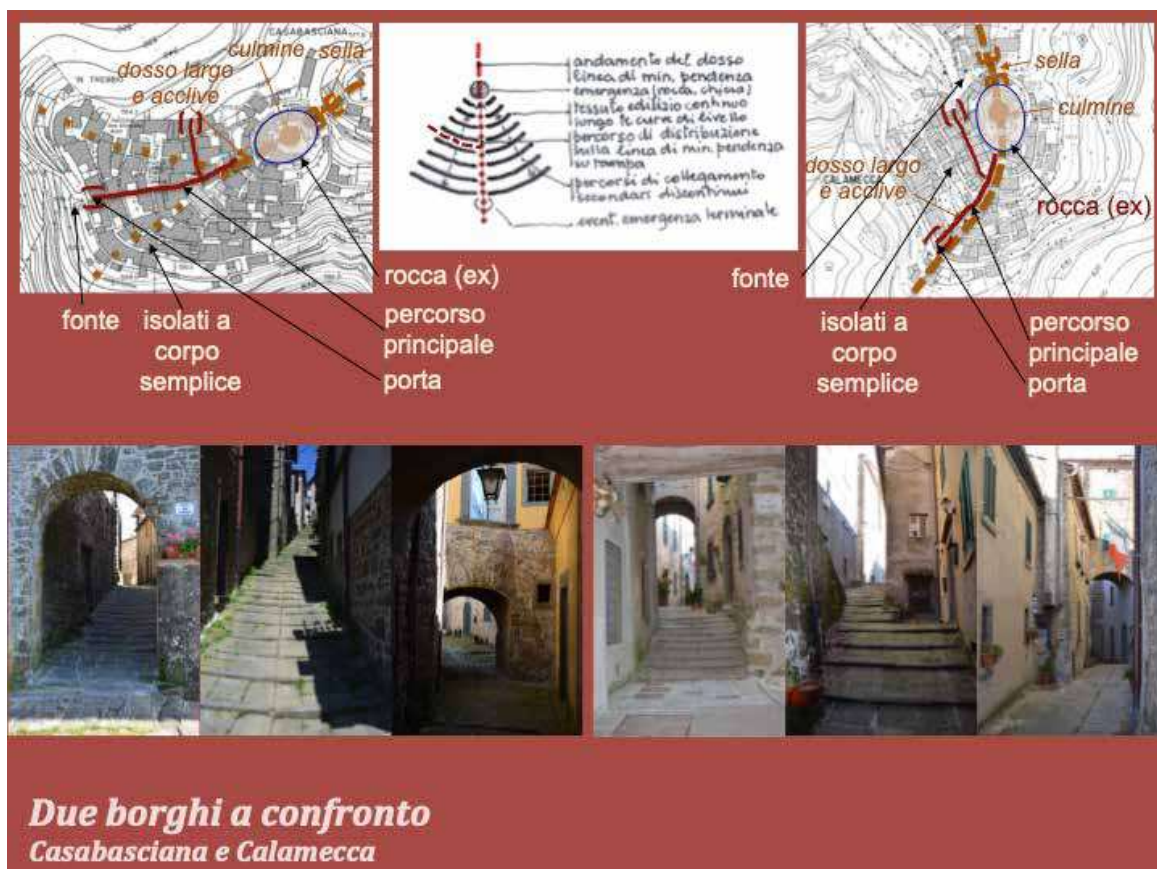 CASABASCIANA
culmine sella
dosso largo
e acclive
fonte
isolati a
corpo
semplice
rocca (ex)
percorso
principale
porta
andamento del dosso
linea di min. pendenza
emergenza (rocca, chiesa)
tessuto edilizio continuo
lungo le curve di livello
percorso di distribuzione
sulla linea di min. pendenza
su rampa
percorsi di collegamento
secondari discontinui
event. emergenza terminale
sella
culmine
dosso largo
CALAMECCA
e acclive
rocca (ex)
fonte
isolati a
corpo
semplice
percorso
principale
porta
Due borghi a confronto
Casabasciana e Calamecca